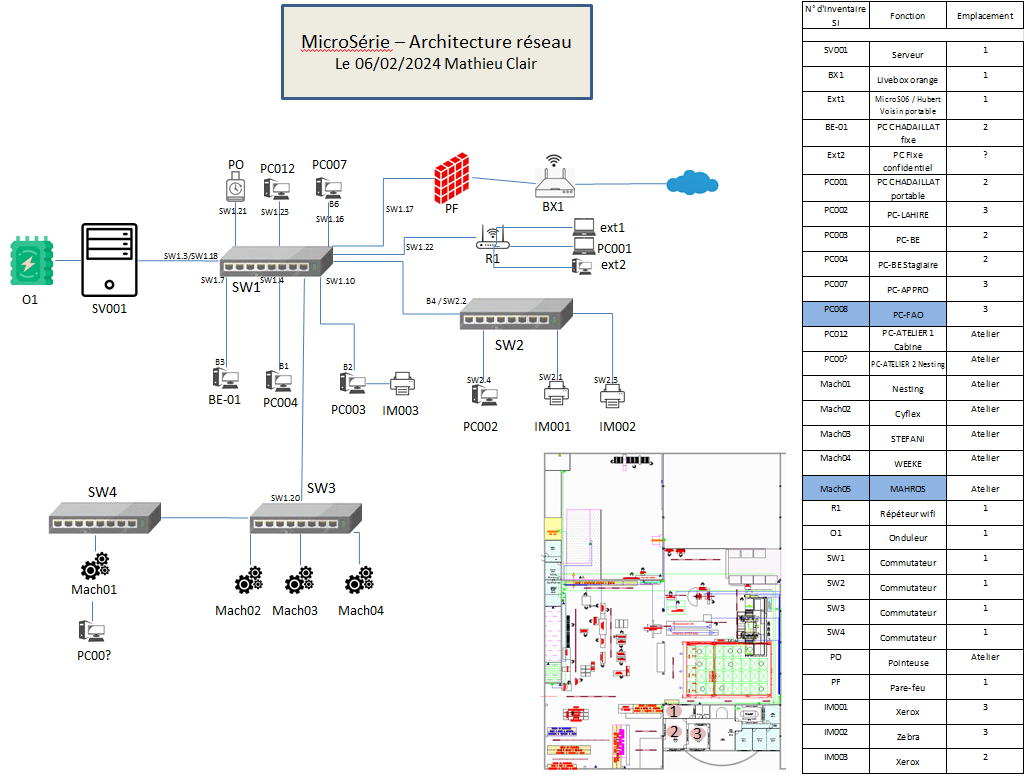 MicroSérie – Architecture réseau
Le 06/02/2024 Mathieu Clair
PO
PC012
PC007
SW1.21
SW1.23
B6
SW1.16
SW1.17
PF
BX1
SW1.22
R1
ext1
PC001
ext2
O1
SV001
SW1.3/SW1.18
SW1.7
SW1.4
SW1.10
SW1
B4 / SW2.2
SW2
B3
BE-01
B1
PC004
B2
PC003
IM003
SW2.4
PC002
SW2.1
IM001
SW2.3
IM002
SW4
SW1.20
SW3
Mach01
PC00?
Mach02
Mach03
Mach04
1
2
3
N° d'Inventaire SI Fonction Emplacement
SV001 Serveur 1
BX1 Livebox orange 1
Ext1 MicroS06 / Hubert Voisin portable 1
BE-01 PC CHADAILLAT fixe 2
Ext2 PC Fixe confidentiel ?
PC001 PC CHADAILLAT portable 2
PC002 PC-LAHIRE 3
PC003 PC-BE 2
PC004 PC-BE Stagiaire 2
PC007 PC-APPRO 3
PC008 PC-FAO 3
PC012 PC-ATELIER 1 Cabine Atelier
PC00? PC-ATELIER 2 Nesting Atelier
Mach01 Nesting Atelier
Mach02 Cyflex Atelier
Mach03 STEFANI Atelier
Mach04 WEEKE Atelier
Mach05 MAHROS Atelier
R1 Répéteur wifi 1
O1 Onduleur 1
SW1 Commutateur 1
SW2 Commutateur 1
SW3 Commutateur 1
SW4 Commutateur 1
PO Pointeuse Atelier
PF Pare-feu 1
IM001 Xerox 3
IM002 Zebra 3
IM003 Xerox 2